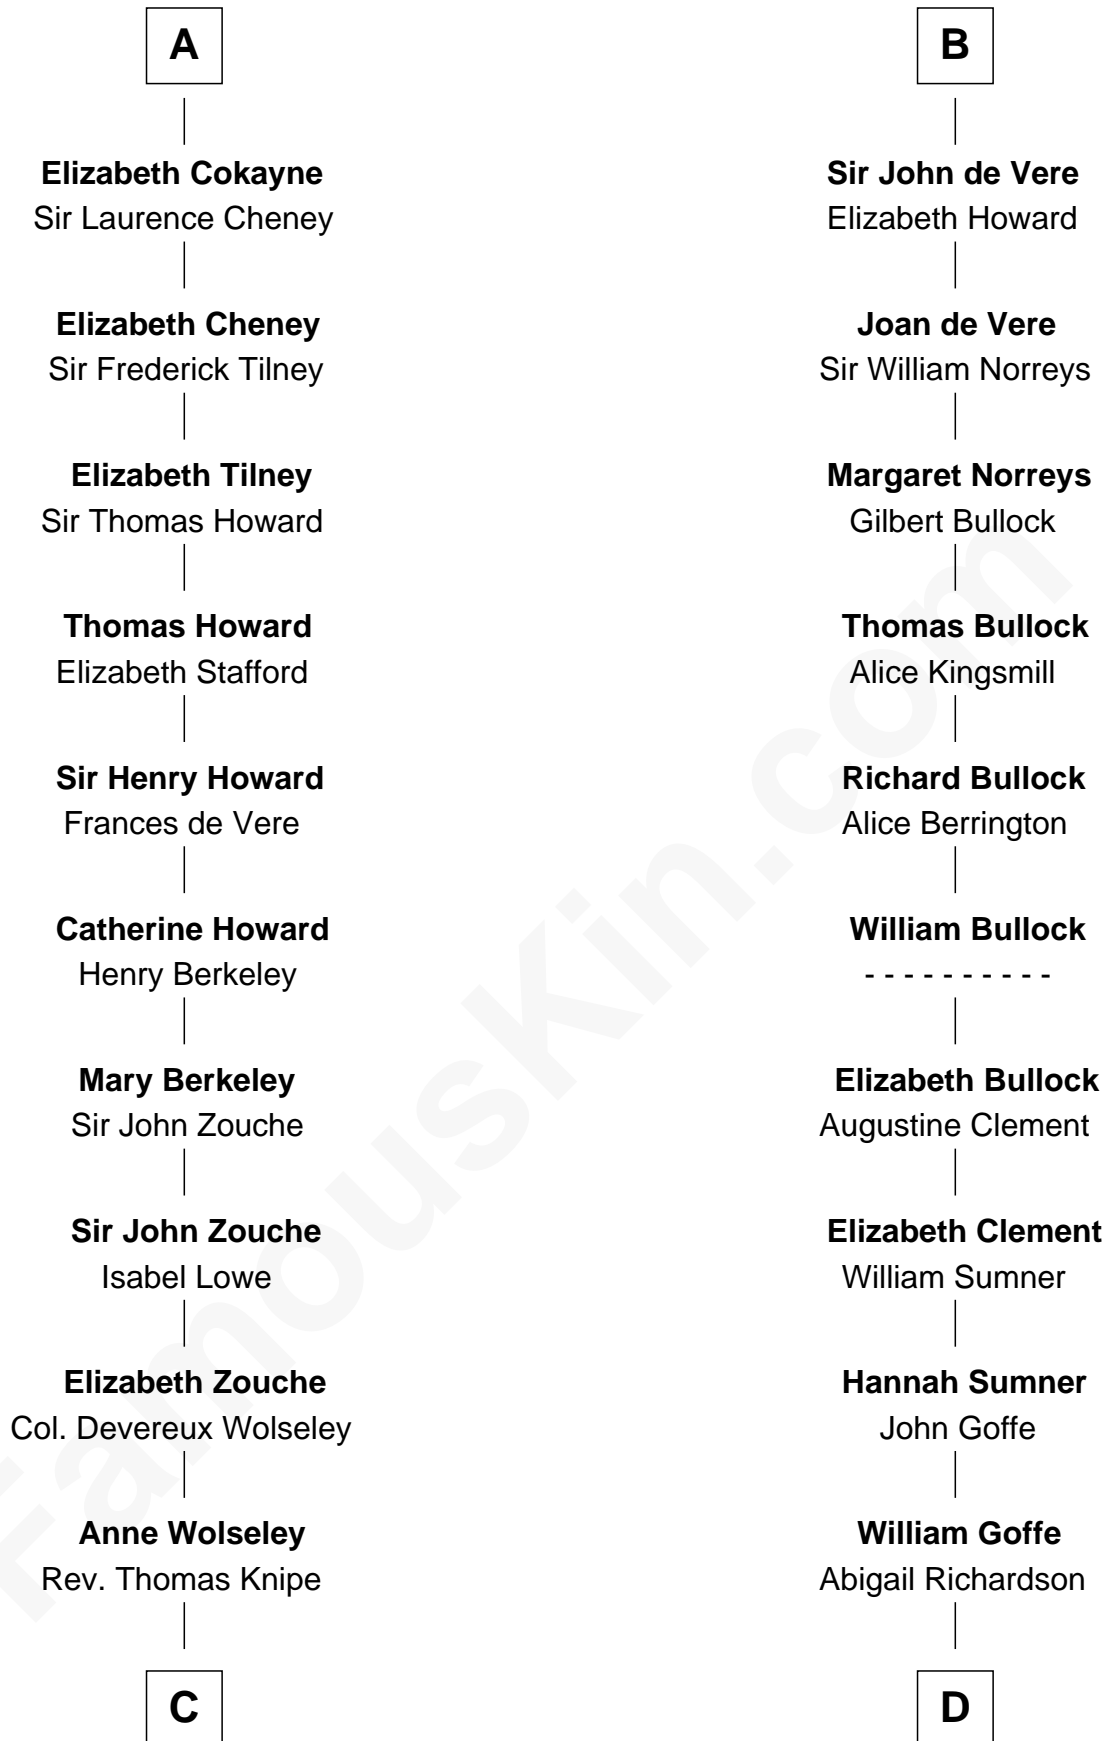 A
Elizabeth Cokayne
Sir Laurence Cheney
Elizabeth Cheney
Sir Frederick Tilney
Elizabeth Tilney
Sir Thomas Howard
Thomas Howard
Elizabeth Stafford
Sir Henry Howard
Frances de Vere
Catherine Howard
Henry Berkeley
Mary Berkeley
Sir John Zouche
Sir John Zouche
Isabel Lowe
Elizabeth Zouche
Col. Devereux Wolseley
Anne Wolseley
Rev. Thomas Knipe
C
B
Sir John de Vere
Elizabeth Howard
Joan de Vere
Sir William Norreys
Margaret Norreys
Gilbert Bullock
Thomas Bullock
Alice Kingsmill
Richard Bullock
Alice Berrington
William Bullock
- - - - - - - - - -
Elizabeth Bullock
Augustine Clement
Elizabeth Clement
William Sumner
Hannah Sumner
John Goffe
William Goffe
Abigail Richardson
D
FamousKin.com